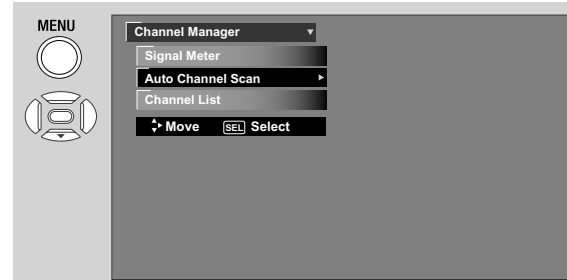 MENU
Channel Manager
Signal Meter
Auto Channel Scan
Channel List
Move SEL Select